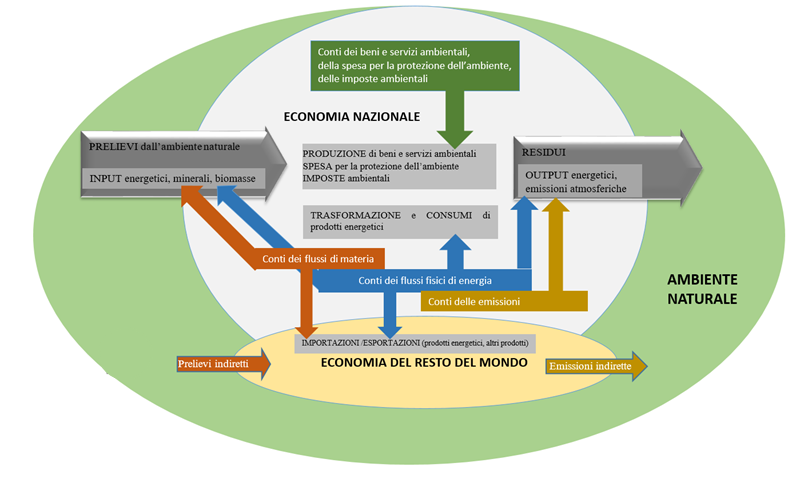 Conti dei beni e servizi ambientali,
della spesa per la protezione dell'ambiente,
delle imposte ambientali
ECONOMIA NAZIONALE
PRELIEVI dall'ambiente naturale
INPUT energetici, minerali, biomasse
PRODUZIONE di beni e servizi ambientali
SPESA per la protezione dell'ambiente
IMPOSTE ambientali
RESIDUI
OUTPUT energetici,
emissioni atmosferiche
TRASFORMAZIONE e CONSUMI di
prodotti energetici
Conti dei flussi di materia
Conti dei flussi fisici di energia
Conti delle emissioni
AMBIENTE
NATURALE
IMPORTAZIONI /ESPORTAZIONI (prodotti energetici, altri prodotti)
ECONOMIA DEL RESTO DEL MONDO
Prelievi indiretti
Emissioni indirette